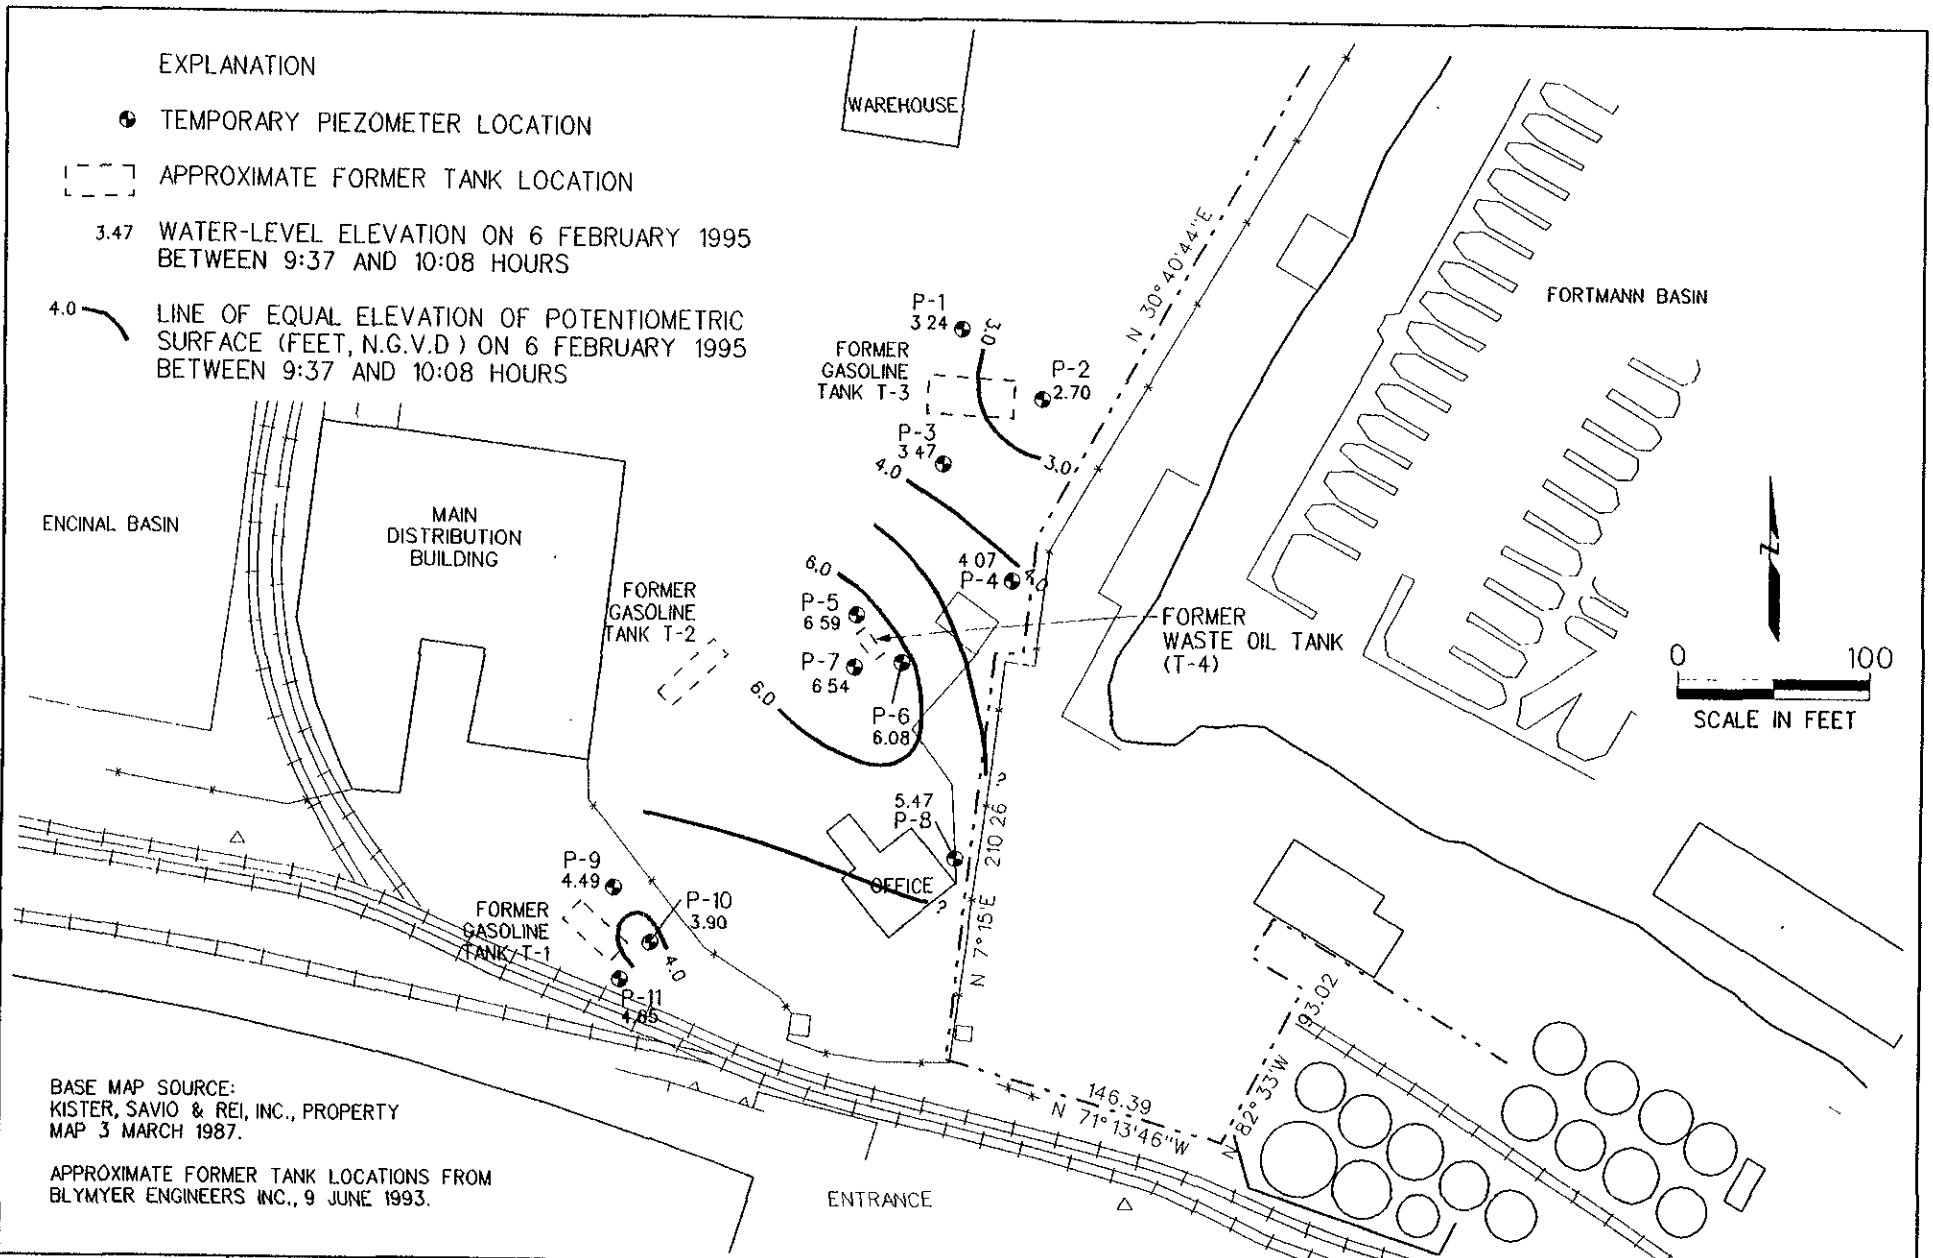 EXPLANATION
TEMPORARY PIEZOMETER LOCATION
APPROXIMATE FORMER TANK LOCATION
3.47 WATER-LEVEL ELEVATION ON 6 FEBRUARY 1995
BETWEEN 9:37 AND 10:08 HOURS
4.0 LINE OF EQUAL ELEVATION OF POTENTIOMETRIC
SURFACE (FEET, N.G.V.D ) ON 6 FEBRUARY 1995
BETWEEN 9:37 AND 10:08 HOURS
WAREHOUSE
N 30°40'44"E
FORTMANN BASIN
P-1
3 24
3.0
FORMER
GASOLINE
TANK T-3
P-2
2.70
P-3
3 47
4.0
3.0
ENCINAL BASIN
MAIN
DISTRIBUTION
BUILDING
4 07
P-4
4.0
6.0
FORMER
GASOLINE
TANK T-2
P-5
6 59
P-7
6 54
6.0
P-6
6.08
FORMER
WASTE OIL TANK
(T-4)
N
0 100
SCALE IN FEET
?
5.47
P-8
210 26
N 7°15'E
OFFICE
?
P-9
4.49
P-10
3.90
FORMER
GASOLINE
TANK T-1
4.0
P-11
4.85
93.02
N 82°33'W
146.39
N 71°13'46"W
BASE MAP SOURCE:
KISTER, SAVIO & REI, INC., PROPERTY
MAP 3 MARCH 1987.
APPROXIMATE FORMER TANK LOCATIONS FROM
BLYMYER ENGINEERS INC., 9 JUNE 1993.
ENTRANCE